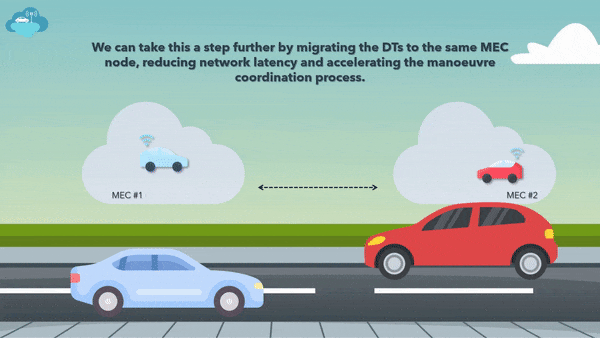 We can take this a step further by migrating the DTs to the same MEC
node, reducing network latency and accelerating the manoeuvre
coordination process.
MEC #1
MEC #2